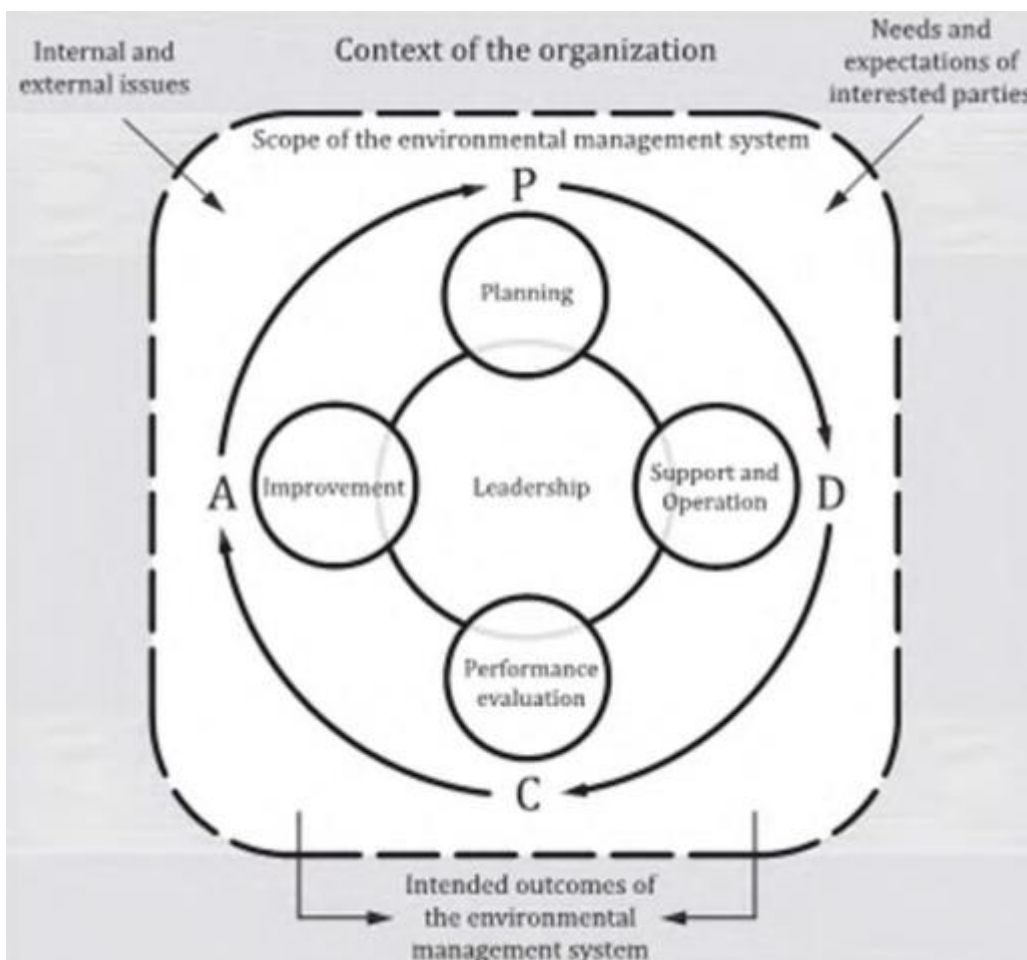 Context of the organization
Internal and
external issues
Needs and
expectations of
interested parties
Scope of the environmental management system
P
Planning
A
Improvement
Leadership
Support and
Operation
D
Performance
evaluation
C
Intended outcomes of
the environmental
management system